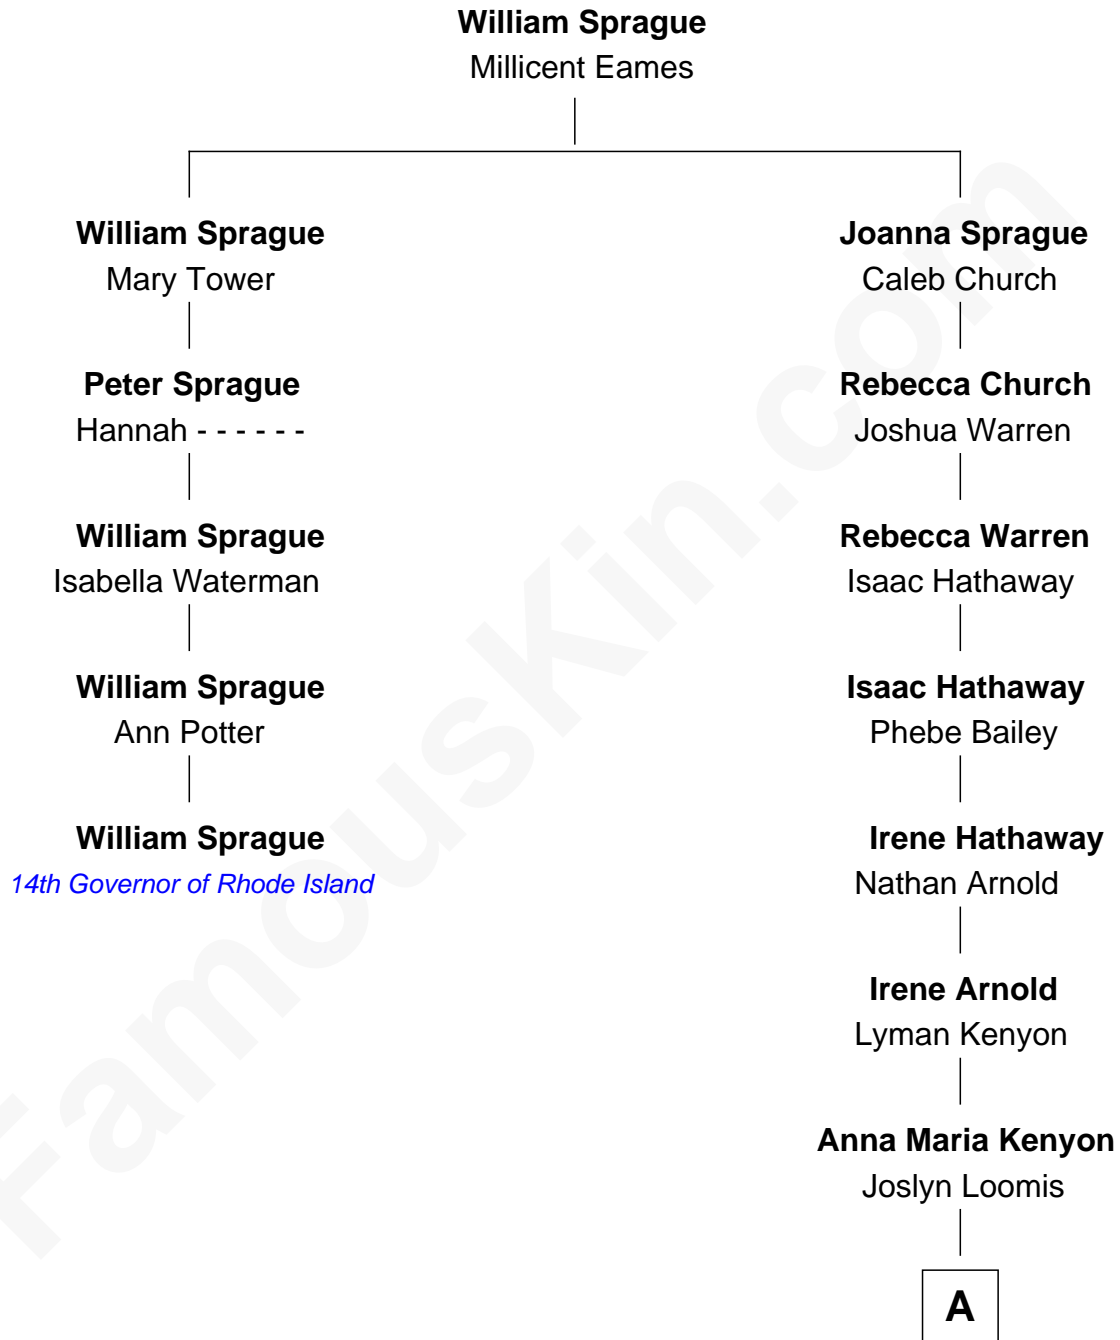 William Sprague
Millicent Eames
William Sprague
Mary Tower
Peter Sprague
Hannah - - - - - -
William Sprague
Isabella Waterman
William Sprague
Ann Potter
William Sprague
14th Governor of Rhode Island
Joanna Sprague
Caleb Church
Rebecca Church
Joshua Warren
Rebecca Warren
Isaac Hathaway
Isaac Hathaway
Phebe Bailey
Irene Hathaway
Nathan Arnold
Irene Arnold
Lyman Kenyon
Anna Maria Kenyon
Joslyn Loomis
A
FamousKin.com